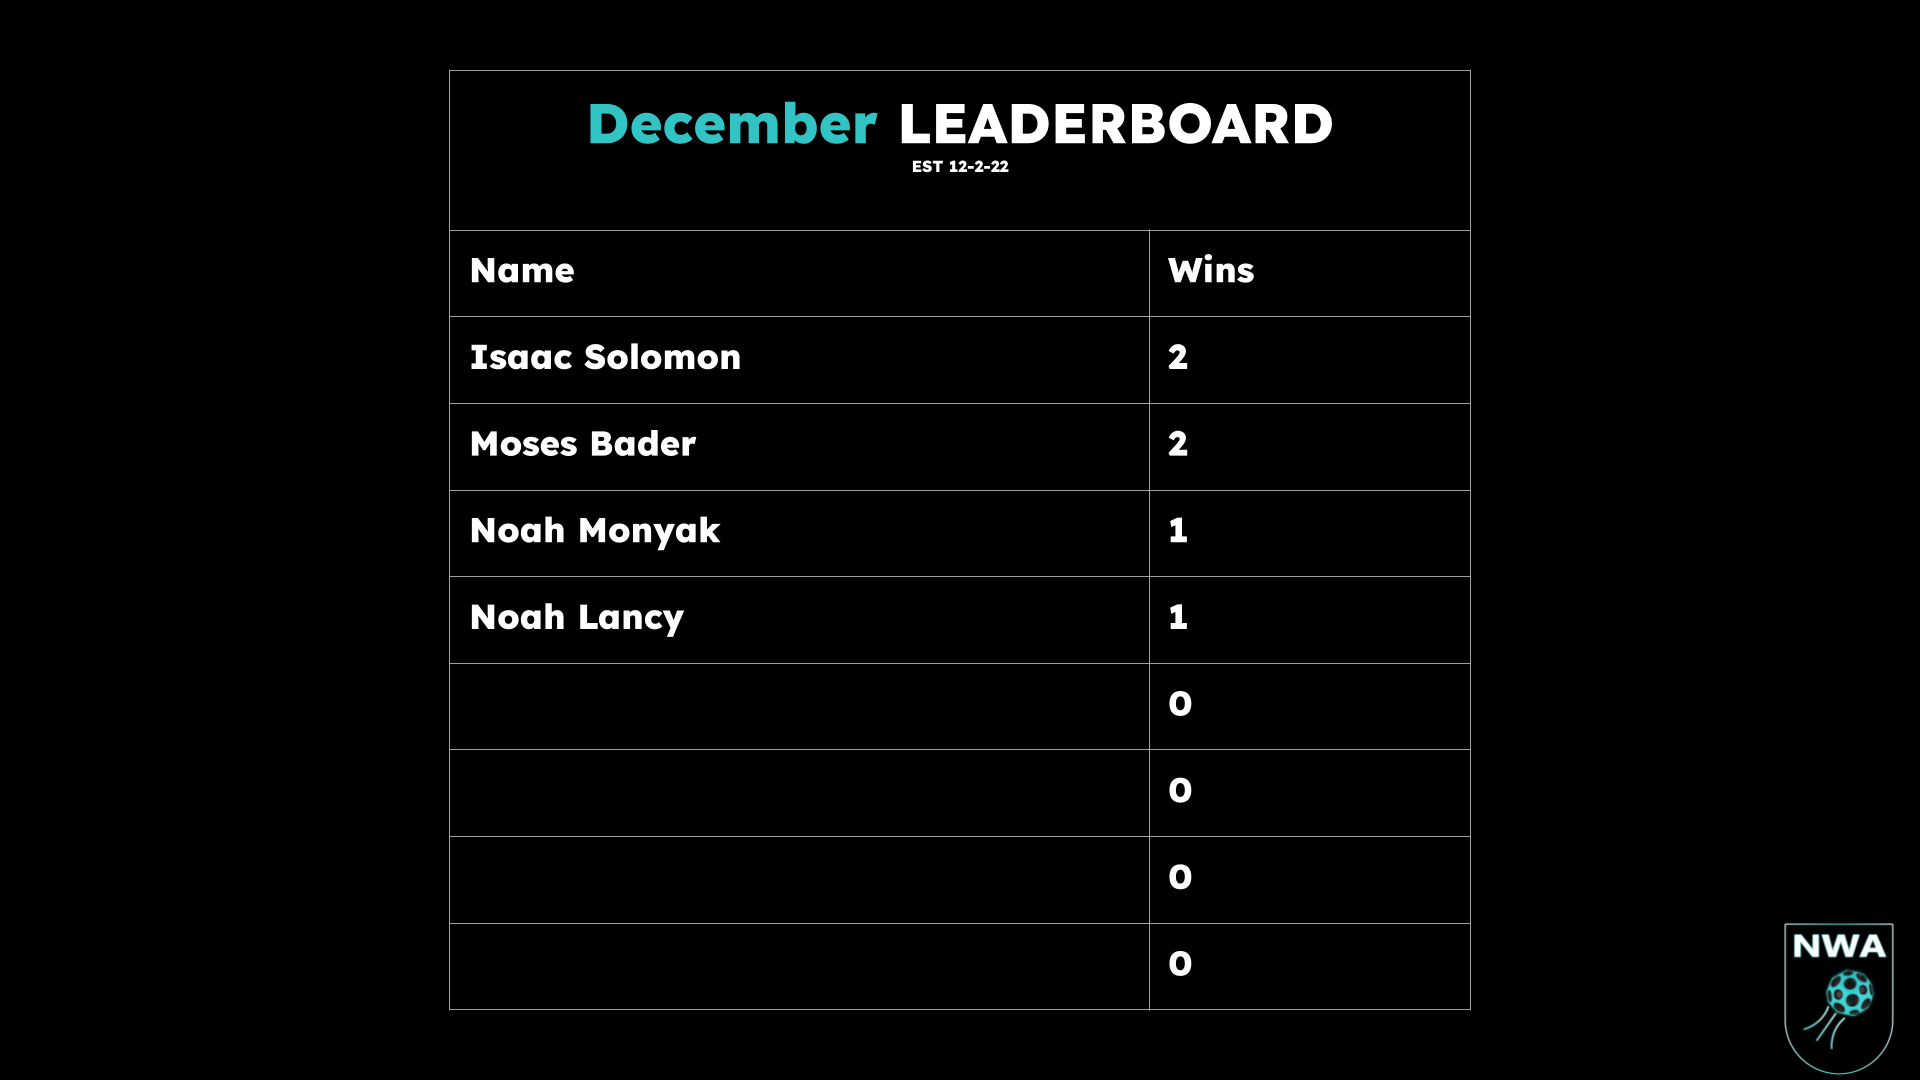 December LEADERBOARD
EST 12-2-22
Name Wins
Isaac Solomon 2
Moses Bader 2
Noah Monyak 1
Noah Lancy 1
0
0
0
0
NWA